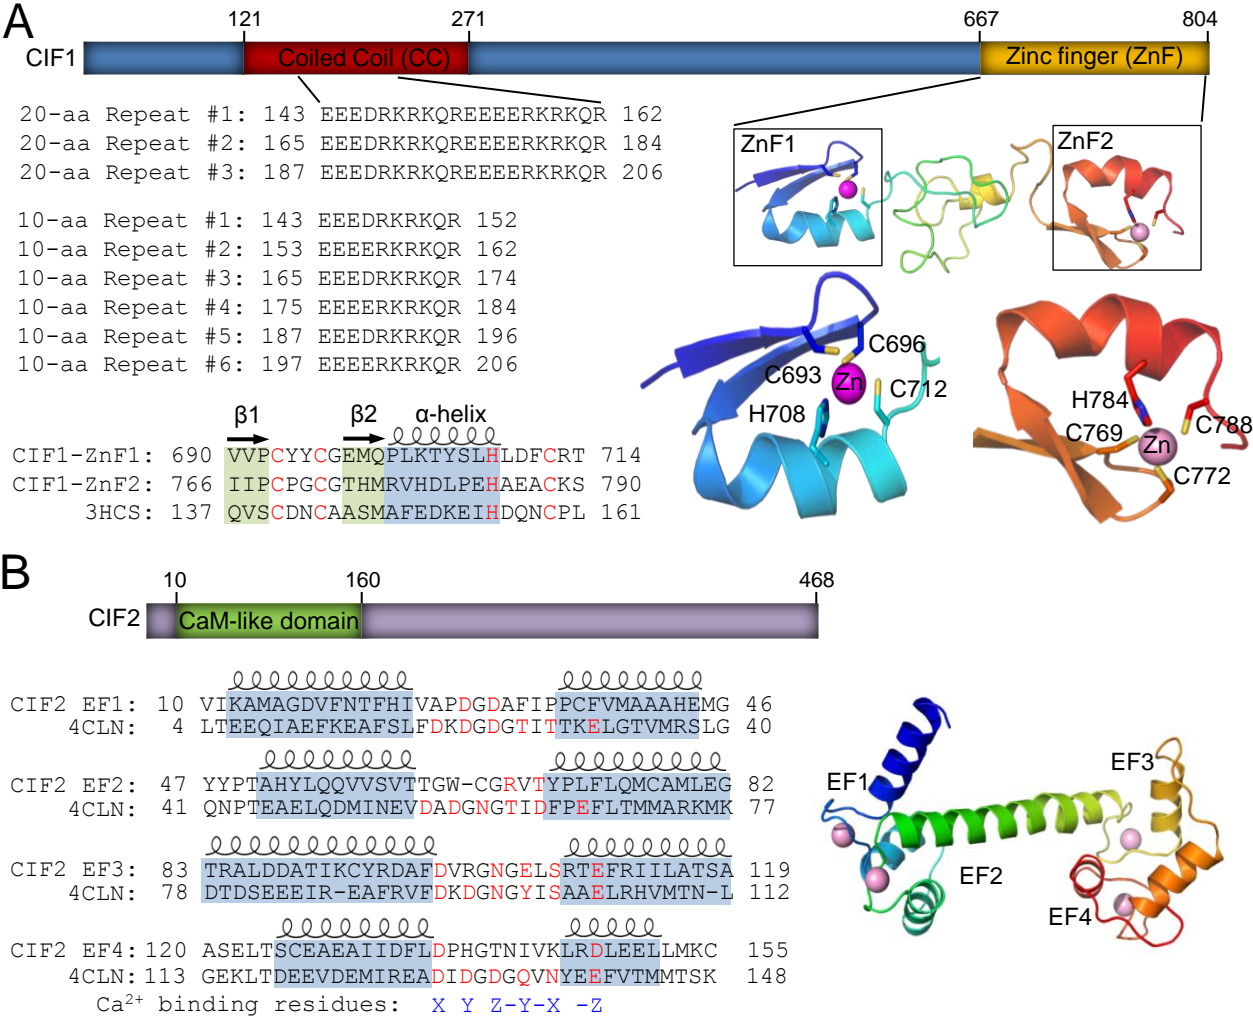 A
121 271 667 804
CIF1 Coiled Coil (CC) Zinc finger (ZnF)
20-aa Repeat #1: 143 EEEDRKRKQREEEERKRKQR 162
20-aa Repeat #2: 165 EEEDRKRKQREEEERKRKQR 184
20-aa Repeat #3: 187 EEEDRKRKQREEEERKRKQR 206
10-aa Repeat #1: 143 EEEDRKRKQR 152
10-aa Repeat #2: 153 EEEDRKRKQR 162
10-aa Repeat #3: 165 EEEDRKRKQR 174
10-aa Repeat #4: 175 EEEDRKRKQR 184
10-aa Repeat #5: 187 EEEDRKRKQR 196
10-aa Repeat #6: 197 EEEDRKRKQR 206
ZnF1
ZnF2
C696
C693
Zn
C712
H708
H784
C788
C769
Zn
C772
β1 β2 α-helix
CIF1-ZnF1: 690 VVPCYYCGEMQPLKTYSLHLDFCRT 714
CIF1-ZnF2: 766 IIPCPGCGTHMRVHDLPEHAEACKS 790
3HCS: 137 QVSCDNCAASMAFEDKEIHDQNCPL 161
B
10 160 468
CIF2 CaM-like domain
CIF2 EF1: 10 VIKAMAGDVFNTFHIVAPDGDAFIPPCFVMAAAHEMG 46
4CLN: 4 LTEEQIAEFKEAFSLFDKDGDGTITTKELGTVMRSLG 40
CIF2 EF2: 47 YYPTAHYLQQVVSVTTGW-CGRVTYPLFLQMCAMLEG 82
4CLN: 41 QNPTEAELQDMINEVDADGNGTIDFPEFLTMMARKMK 77
CIF2 EF3: 83 TRALDDATIKCYRDAFDVRGNGELSRTEFRIILATSA 119
4CLN: 78 DTDSEEEIR-EAFRVFDKDGNGYISAAELRHVMTN-L 112
CIF2 EF4: 120 ASELTSCEAEAIIDFLDPHGTNIVKLRDLEELLMKC 155
4CLN: 113 GEKLTDEEVDEMIREADIDGDGQVNYEEFVTMMTSK 148
Ca²⁺ binding residues: X Y Z-Y-X -Z
EF1
EF2
EF3
EF4